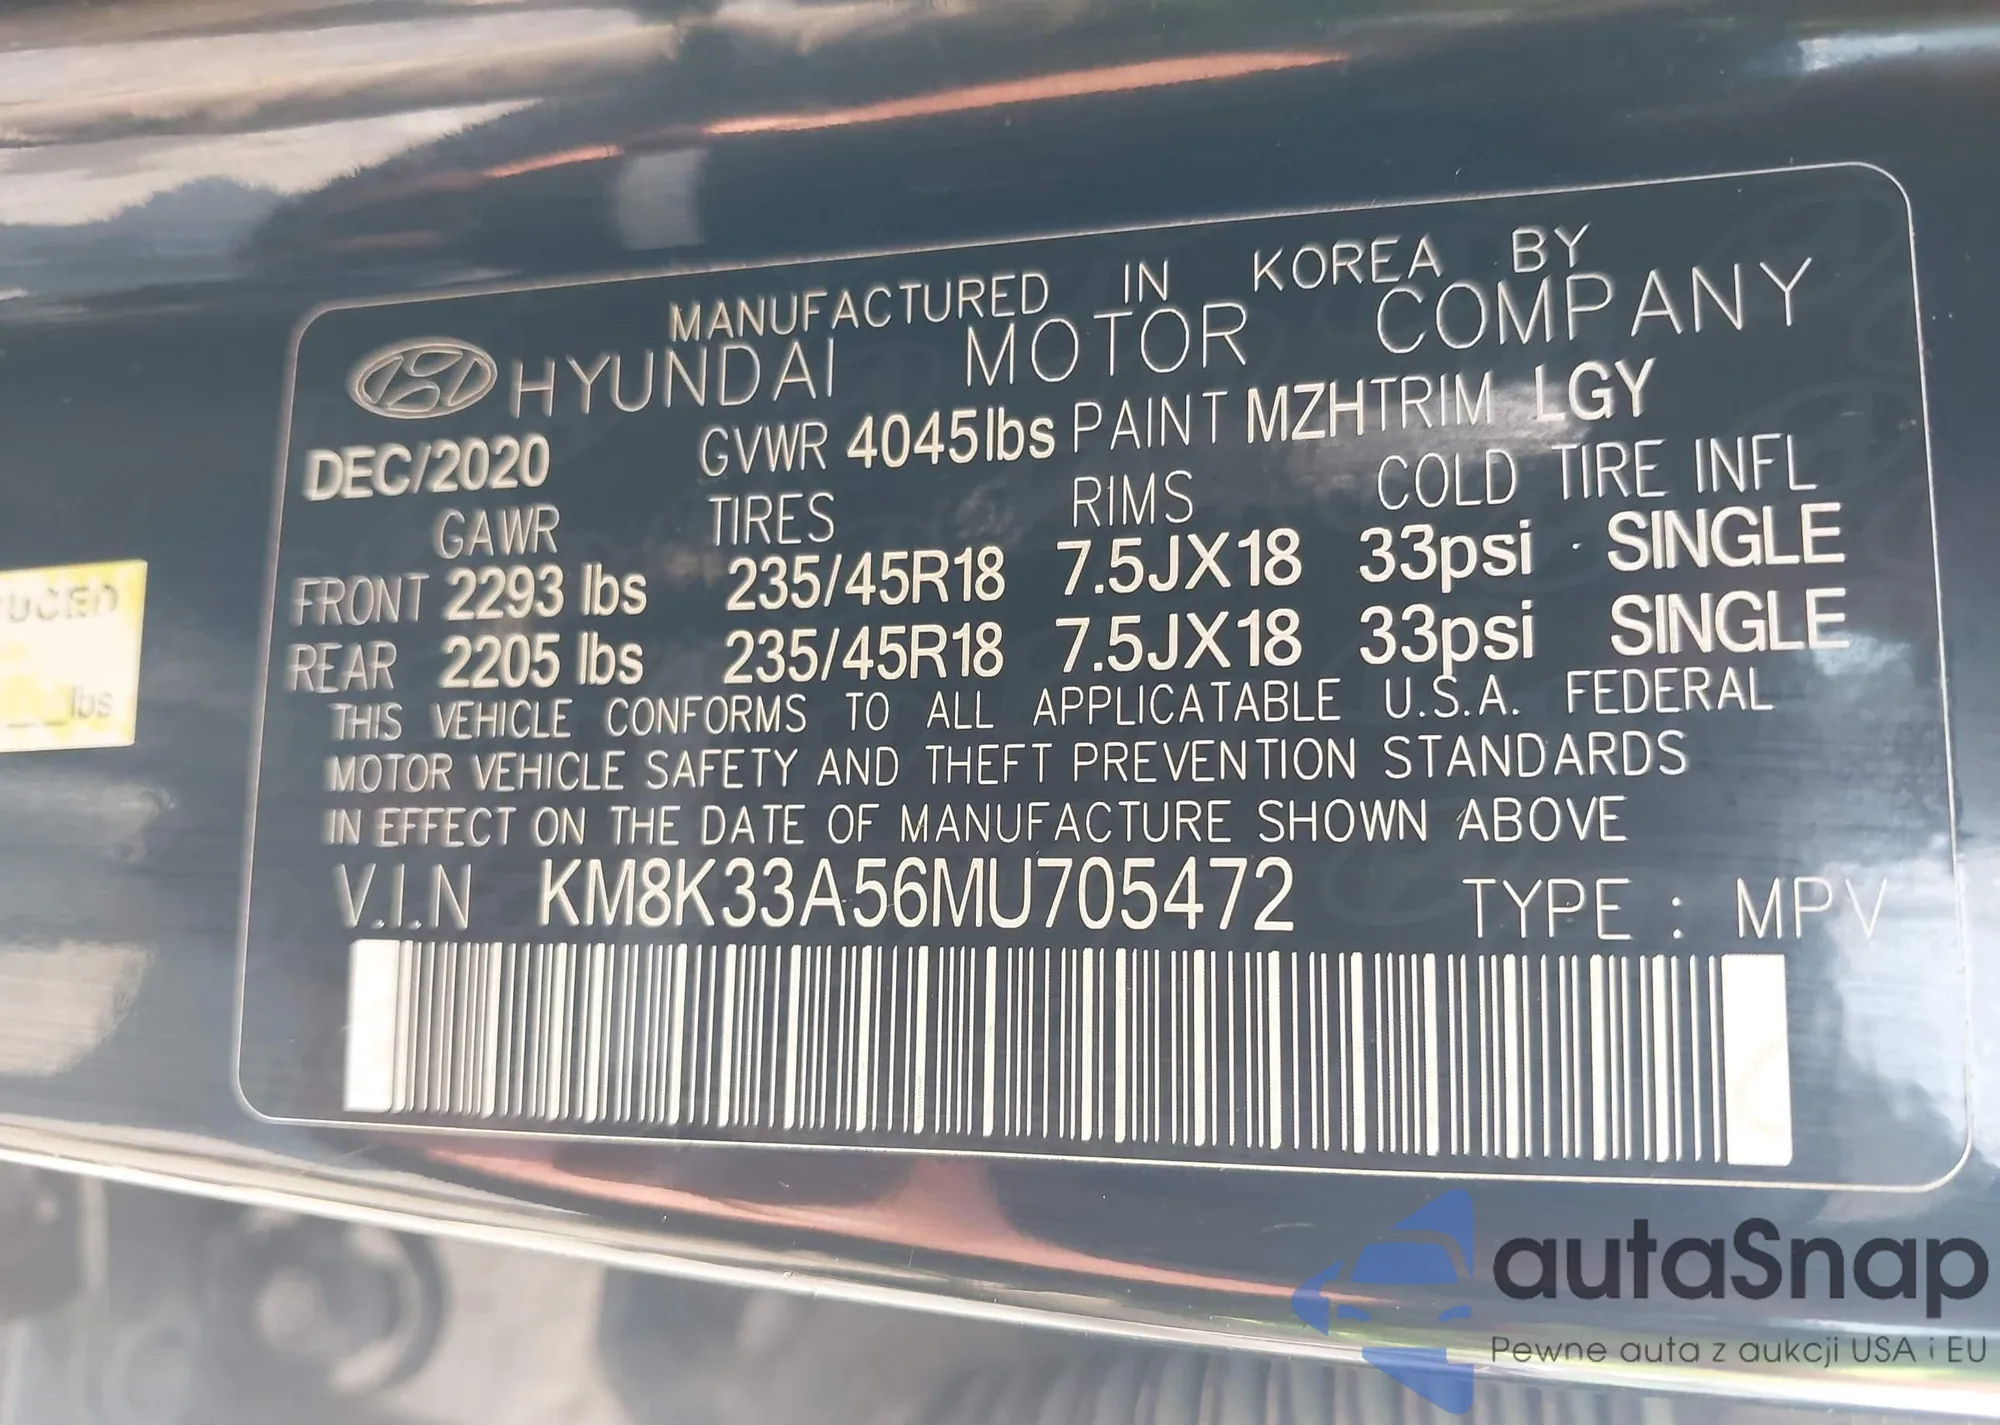 MANUFACTURED IN KOREA BY
HYUNDAI MOTOR COMPANY
DEC/2020 GVWR 4045lbs PAINT MZH TRIM LGY
GAWR TIRES RIMS COLD TIRE INFL
FRONT 2293 lbs 235/45R18 7.5JX18 33psi SINGLE
REAR 2205 lbs 235/45R18 7.5JX18 33psi SINGLE
THIS VEHICLE CONFORMS TO ALL APPLICATABLE U.S.A. FEDERAL
MOTOR VEHICLE SAFETY AND THEFT PREVENTION STANDARDS
IN EFFECT ON THE DATE OF MANUFACTURE SHOWN ABOVE
V.I.N KM8K33A56MU705472 TYPE : MPV
UCED
lbs
autaSnap
Pewne auta z aukcji USA i EU